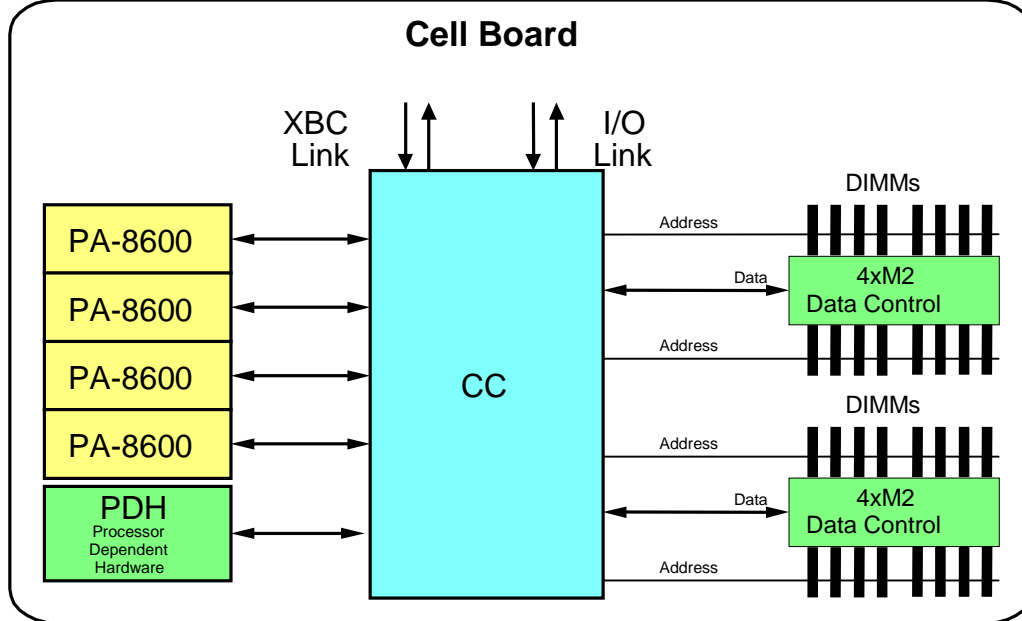 Cell Board
XBC
Link
I/O
Link
PA-8600
PA-8600
PA-8600
PA-8600
PDH
Processor
Dependent
Hardware
CC
DIMMs
Address
Data
4xM2
Data Control
Address
DIMMs
Address
Data
4xM2
Data Control
Address